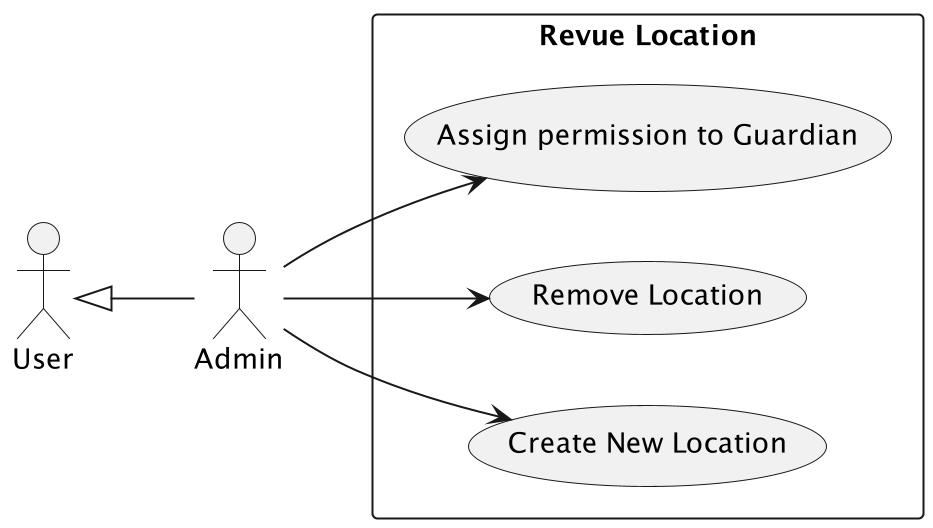 Revue Location
Assign permission to Guardian
Remove Location
User
Admin
Create New Location